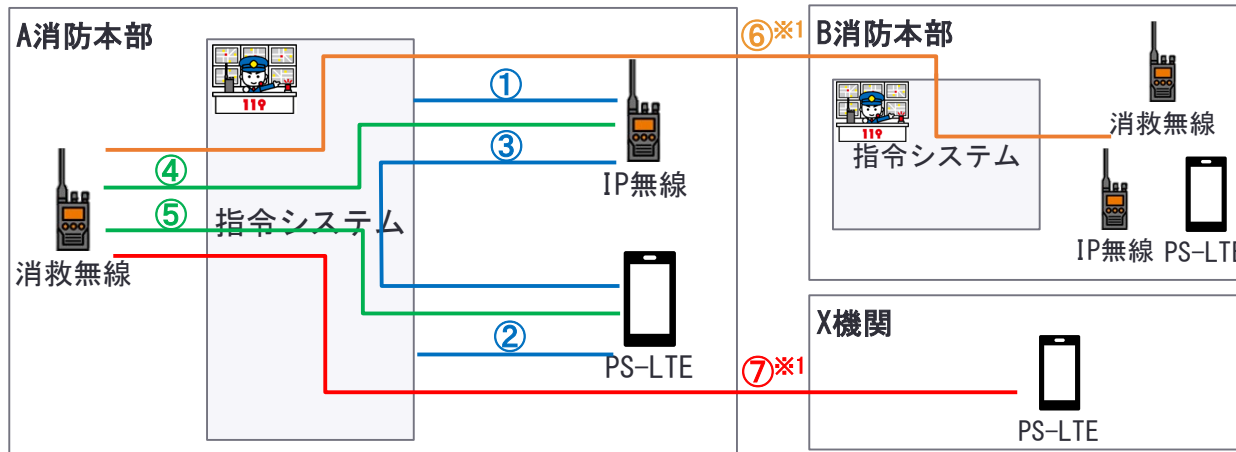 A消防本部
119
指令システム
消救無線
①
②
③
④
⑤
IP無線
PS-LTE
⑥※1
⑦※1
B消防本部
119
指令システム
消救無線
IP無線
PS-LTE
X機関
PS-LTE